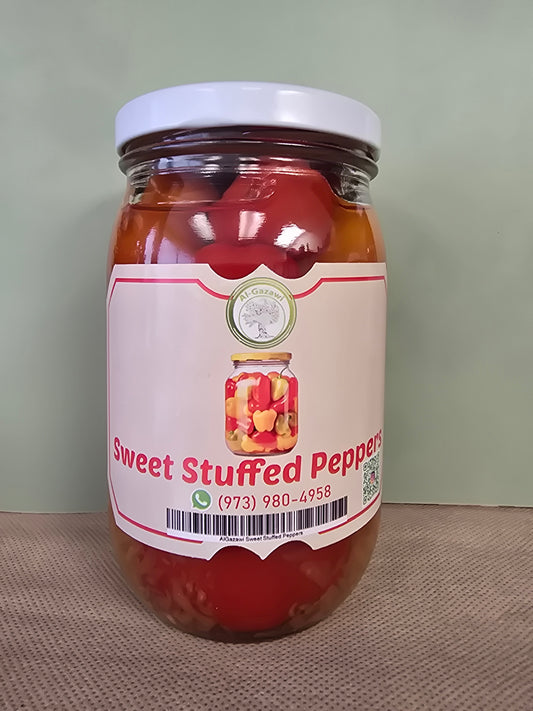 Al-Gazawi
Sweet Stuffed Peppers
(973) 980-4958
AlGazawi Sweet Stuffed Peppers